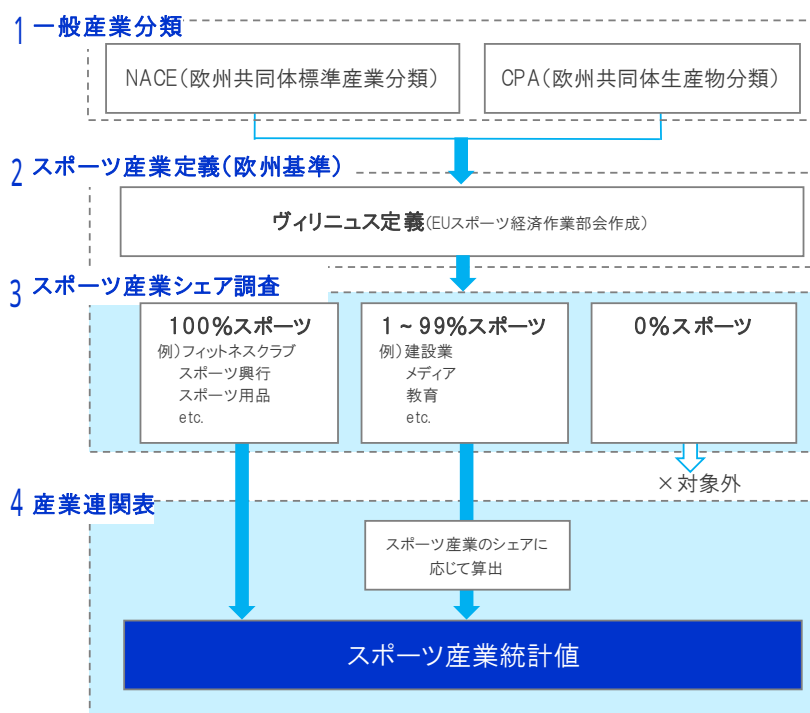 1 一般産業分類
NACE(欧州共同体標準産業分類)
CPA(欧州共同体生産物分類)
2 スポーツ産業定義(欧州基準)
ヴィリニュス定義(EUスポーツ経済作業部会作成)
3 スポーツ産業シェア調査
100%スポーツ
例)フィットネスクラブ
スポーツ興行
スポーツ用品
etc.
1~99%スポーツ
例)建設業
メディア
教育
etc.
0%スポーツ
×対象外
4 産業連関表
スポーツ産業のシェアに
応じて算出
スポーツ産業統計値